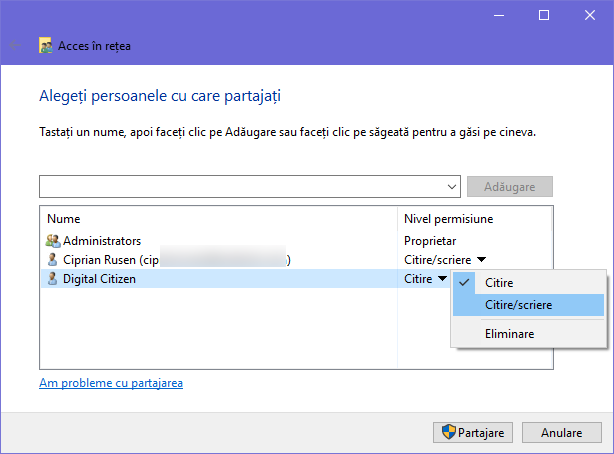 Acces în rețea
Alegeți persoanele cu care partajați
Tastați un nume, apoi faceți clic pe Adăugare sau faceți clic pe săgeată pentru a găsi pe cineva.
Adăugare
Nume Nivel permisiune
Administrators Proprietar
Ciprian Rusen (cip ) Citire/scriere
Digital Citizen Citire
Citire
Citire/scriere
Eliminare
Am probleme cu partajarea
Partajare Anulare